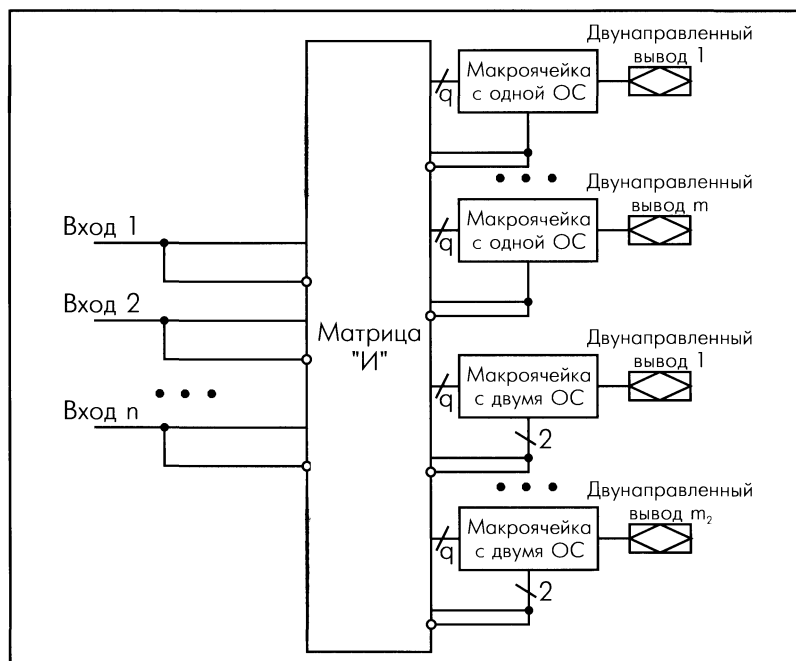 Двунаправленный
вывод 1
Макроячейка
с одной ОС
q
Двунаправленный
вывод m
Макроячейка
с одной ОС
q
Вход 1
Вход 2
Вход n
Матрица
"И"
Двунаправленный
вывод 1
Макроячейка
с двумя ОС
q
2
Двунаправленный
вывод m₂
Макроячейка
с двумя ОС
q
2